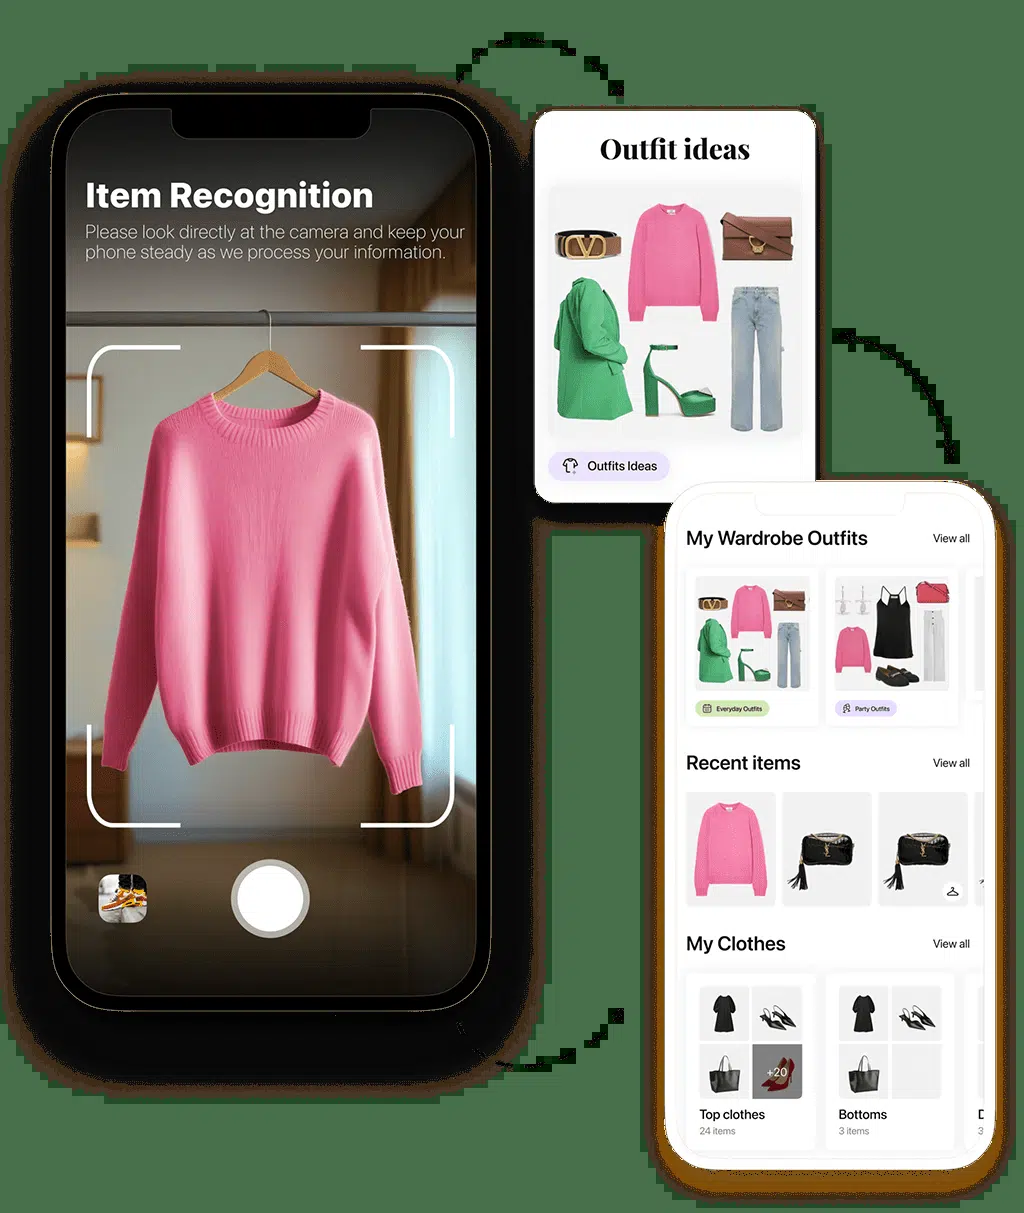 Item Recognition
Please look directly at the camera and keep your
phone steady as we process your information.
Outfit ideas
Outfits Ideas
My Wardrobe Outfits
View all
Everyday Outfits
Party Outfits
Recent items
View all
My Clothes
View all
+20
Top clothes
24 items
Bottoms
3 items
D
3